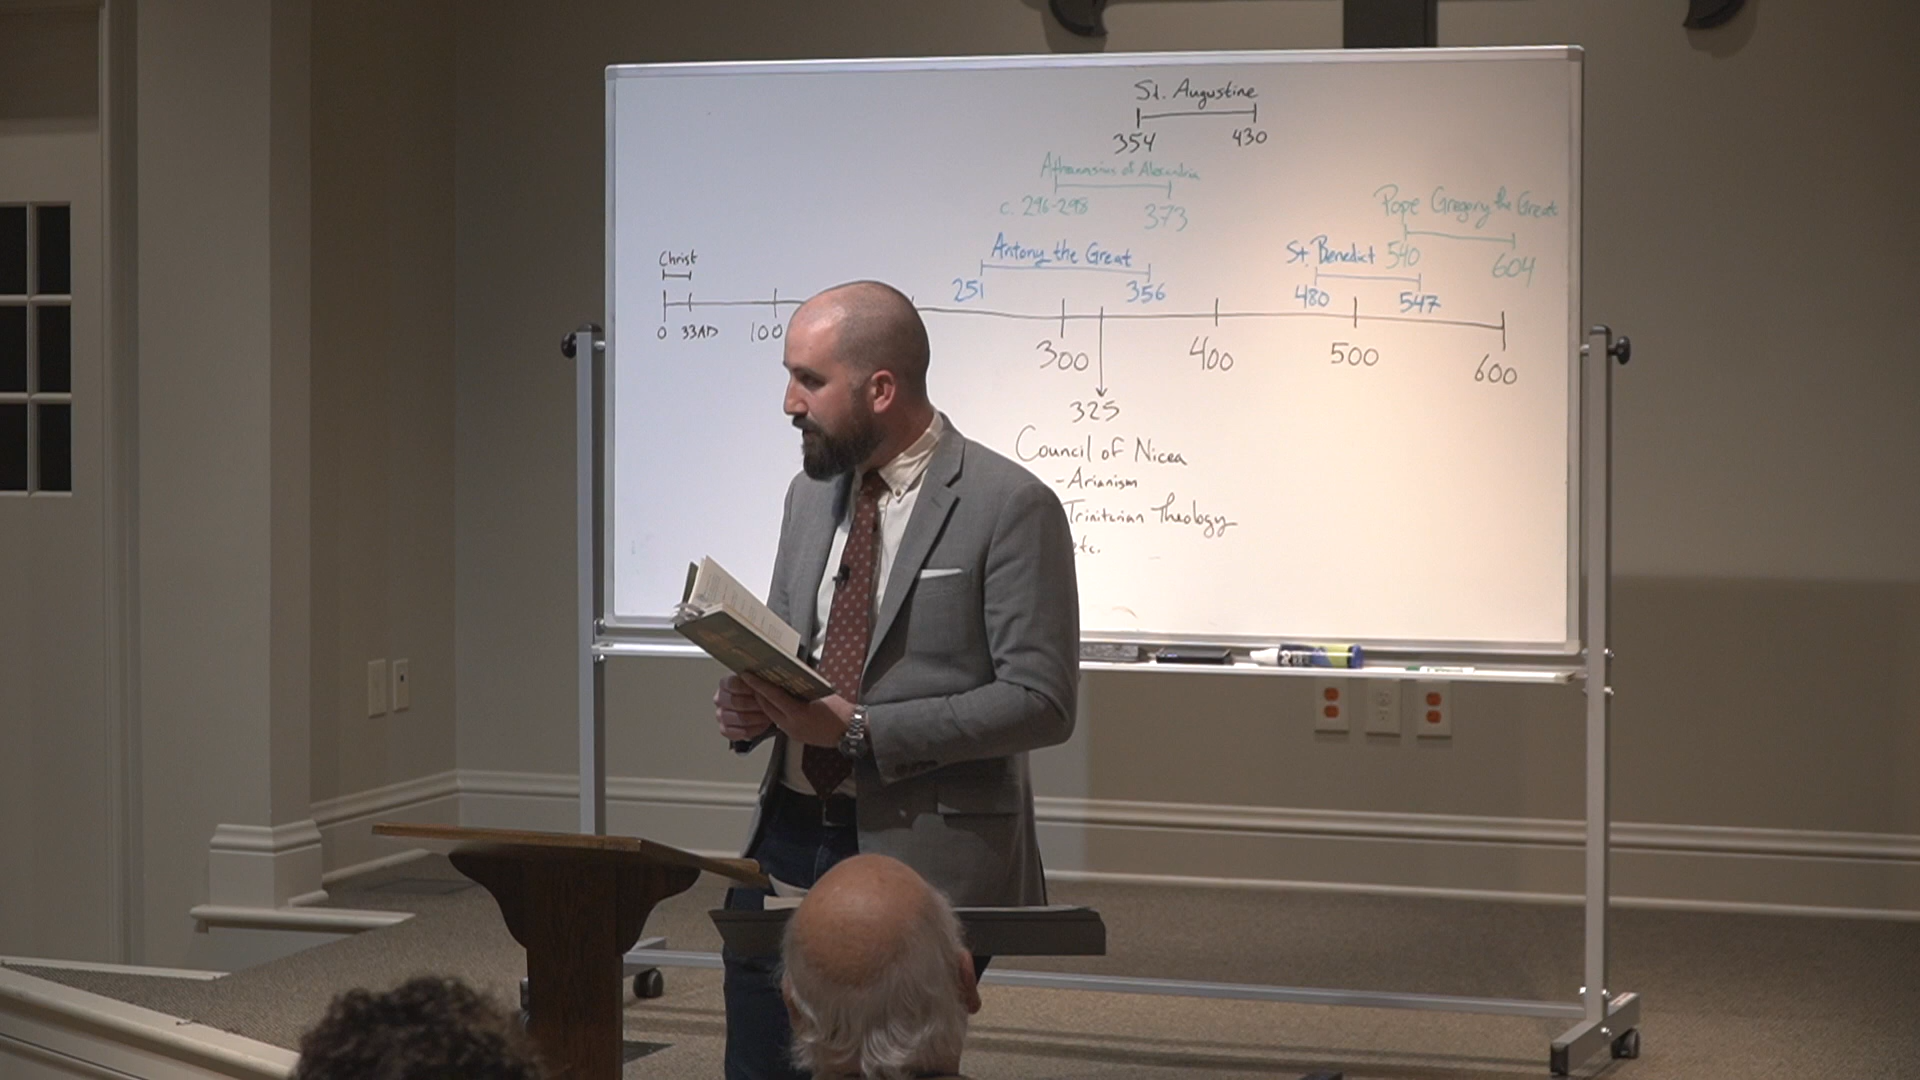 St. Augustine
354 430
Athanasius of Alexandria
c. 296-298 373
Pope Gregory the Great
540 604
Christ
Antony the Great
251 356
St. Benedict
480 547
0 33AD 100 300 400 500 600
325
Council of Nicea
- Arianism
Trinitarian Theology
etc.